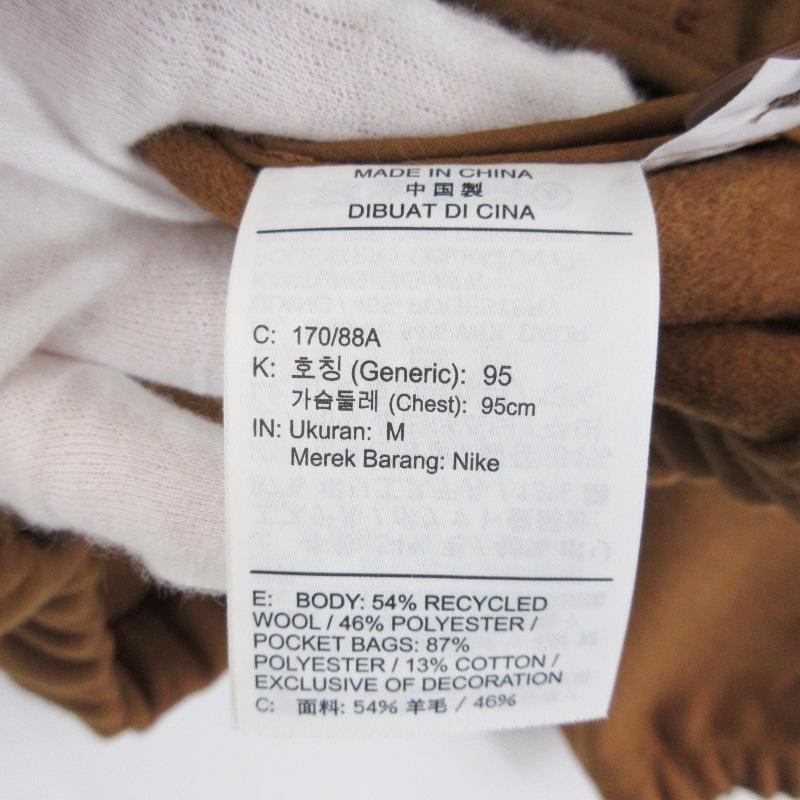 MADE IN CHINA
中国製
DIBUAT DI CINA
C: 170/88A
K: 호칭 (Generic): 95
가슴둘레 (Chest): 95cm
IN: Ukuran: M
Merek Barang: Nike
E: BODY: 54% RECYCLED
WOOL / 46% POLYESTER /
POCKET BAGS: 87%
POLYESTER / 13% COTTON /
EXCLUSIVE OF DECORATION
C: 面料: 54% 羊毛 / 46%